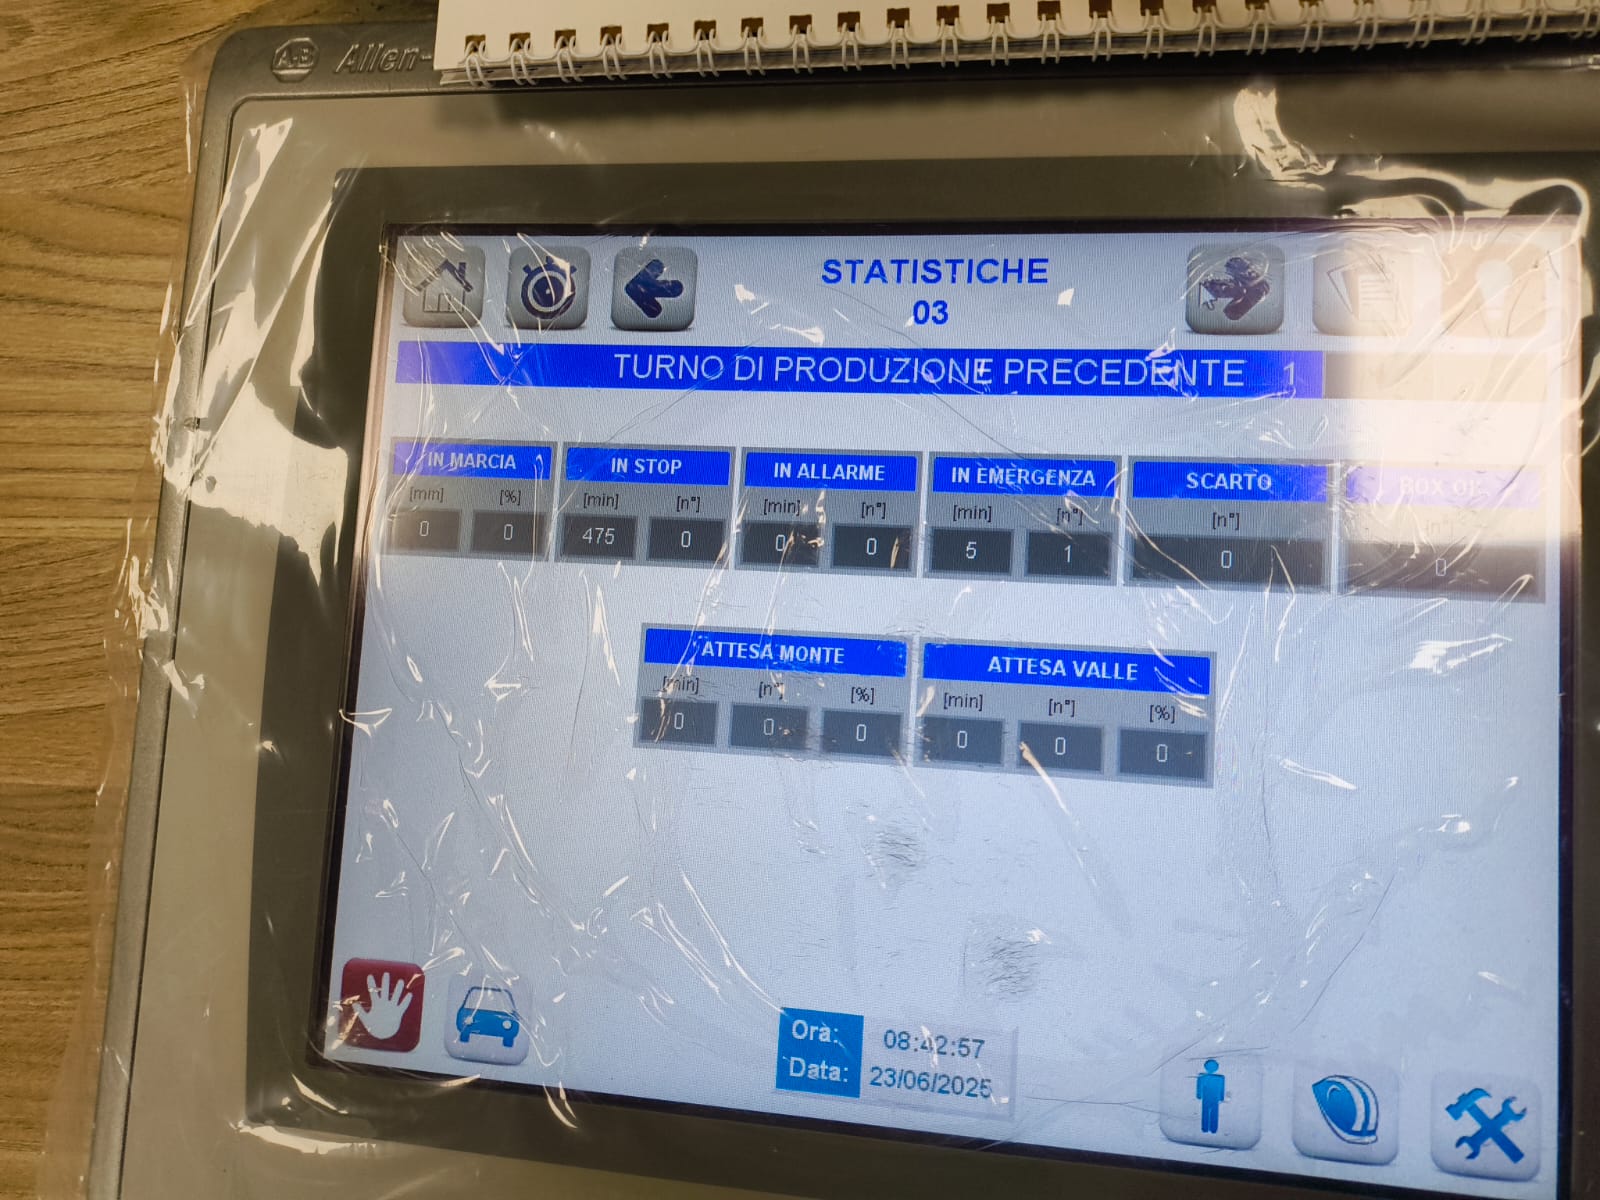 A-B Allen-
STATISTICHE
03
TURNO DI PRODUZIONE PRECEDENTE 1
IN MARCIA
[min] [%]
0 0
IN STOP
[min] [n°]
475 0
IN ALLARME
[min] [n°]
0 0
IN EMERGENZA
[min] [n°]
5 1
SCARTO
[n°]
0
BOX
[n°]
0
ATTESA MONTE
[min] [n°] [%]
0 0 0
ATTESA VALLE
[min] [n°] [%]
0 0 0
Ora: 08:42:57
Data: 23/06/2025